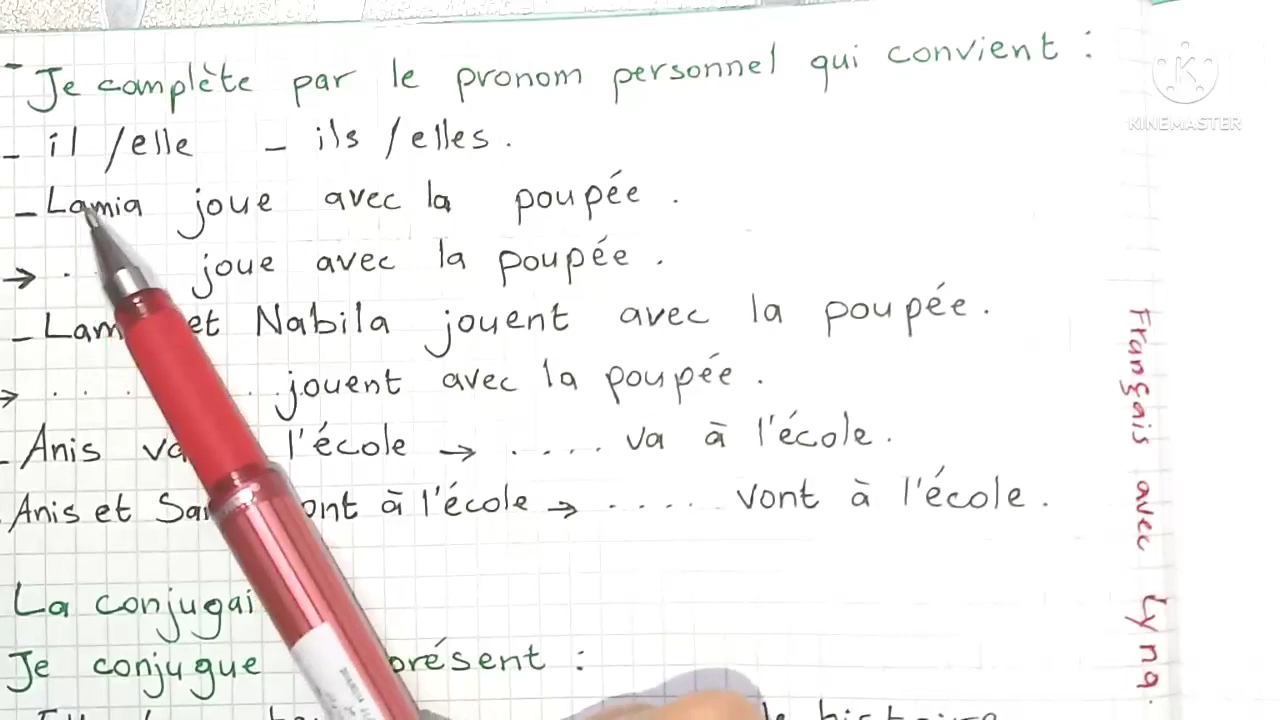 - Je complète par le pronom personnel qui convient :
- il /elle - ils /elles.
- Lamia joue avec la poupée.
→ . joue avec la poupée.
- Lam et Nabila jouent avec la poupée.
→ . . . . jouent avec la poupée.
- Anis va l'école → ..... va à l'école.
Anis et ont à l'école → ..... vont à l'école.
La conjugai
Je conjugue présent :
KINEMASTER
Français avec Lyna.